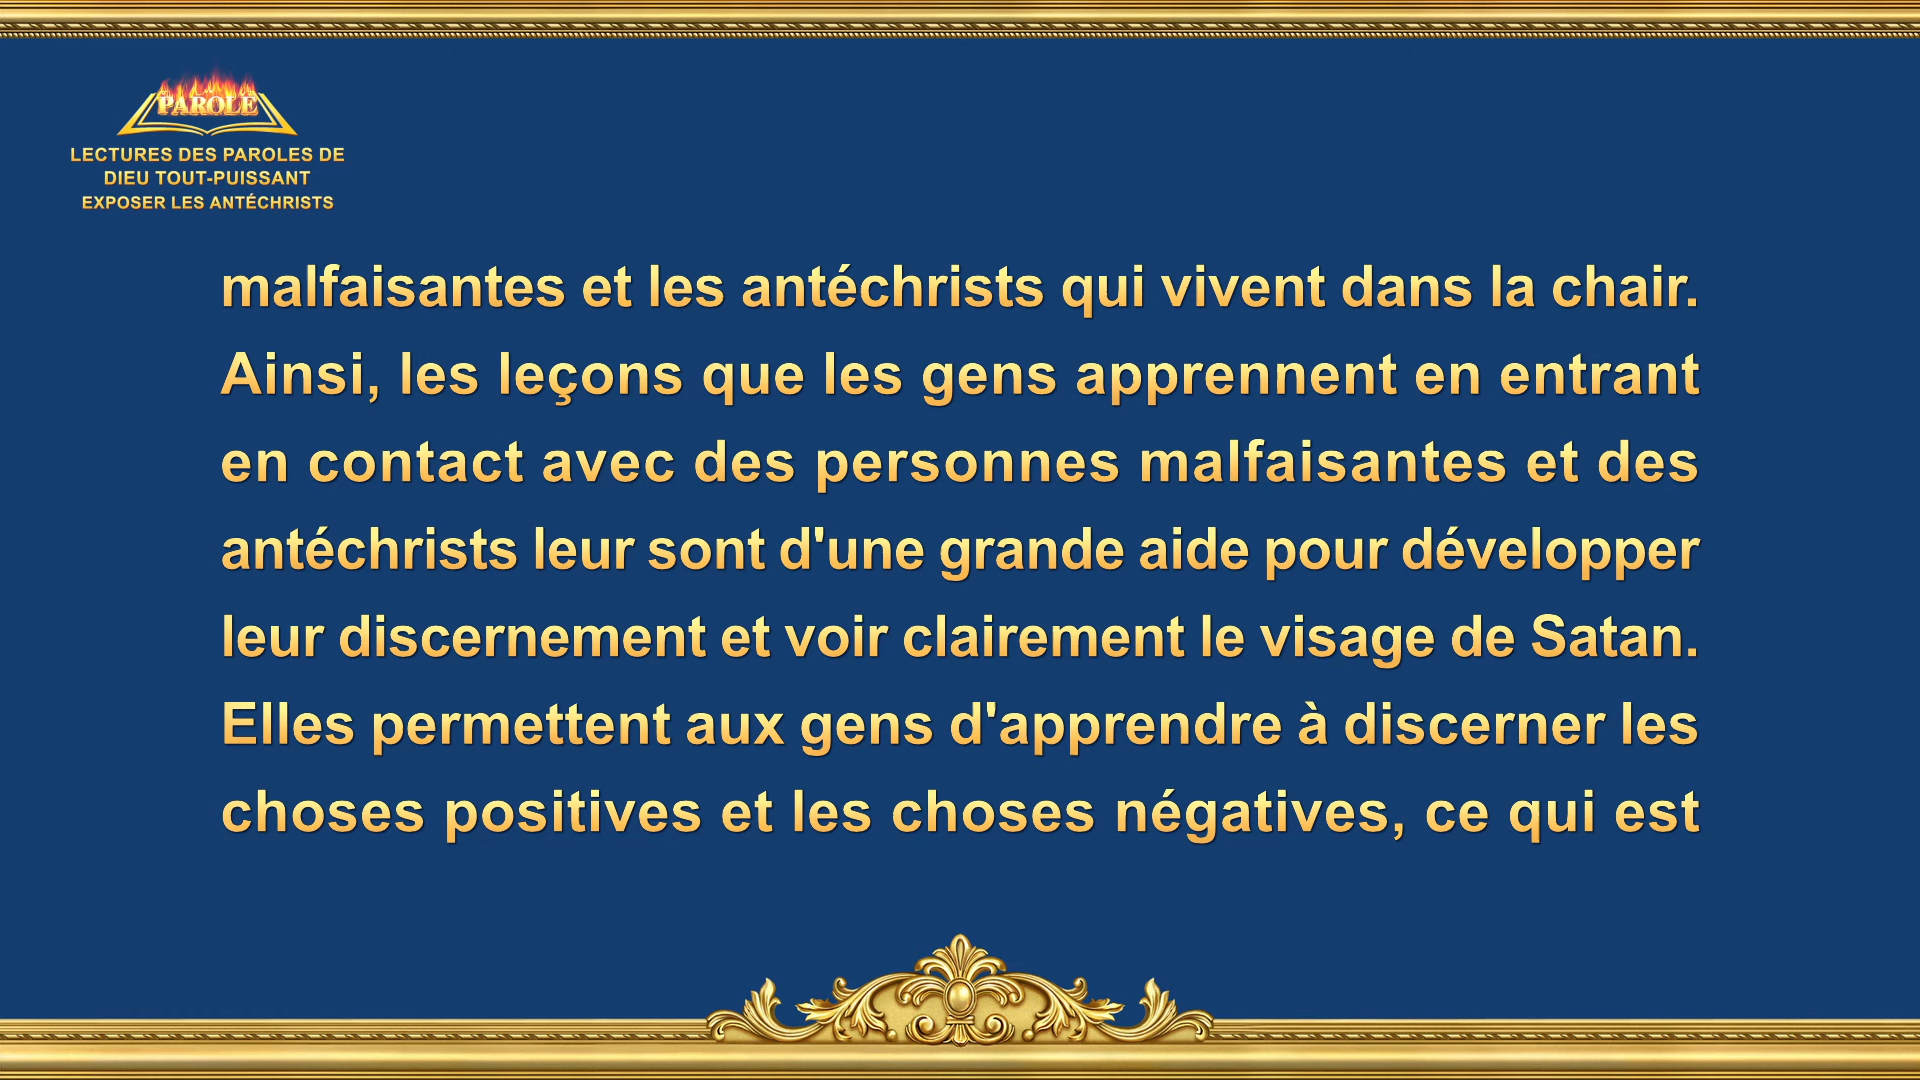 PAROLE
LECTURES DES PAROLES DE
DIEU TOUT-PUISSANT
EXPOSER LES ANTÉCHRISTS
malfaisantes et les antéchrists qui vivent dans la chair.
Ainsi, les leçons que les gens apprennent en entrant
en contact avec des personnes malfaisantes et des
antéchrists leur sont d'une grande aide pour développer
leur discernement et voir clairement le visage de Satan.
Elles permettent aux gens d'apprendre à discerner les
choses positives et les choses négatives, ce qui est